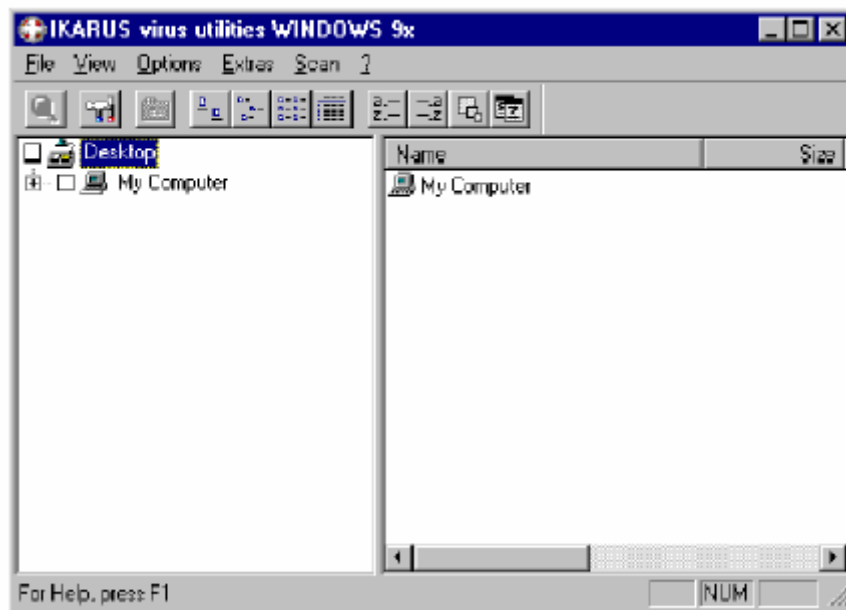 IKARUS virus utilities WINDOWS 9x
File View Options Extras Scan ?
Desktop
My Computer
Name Size
My Computer
For Help, press F1 NUM